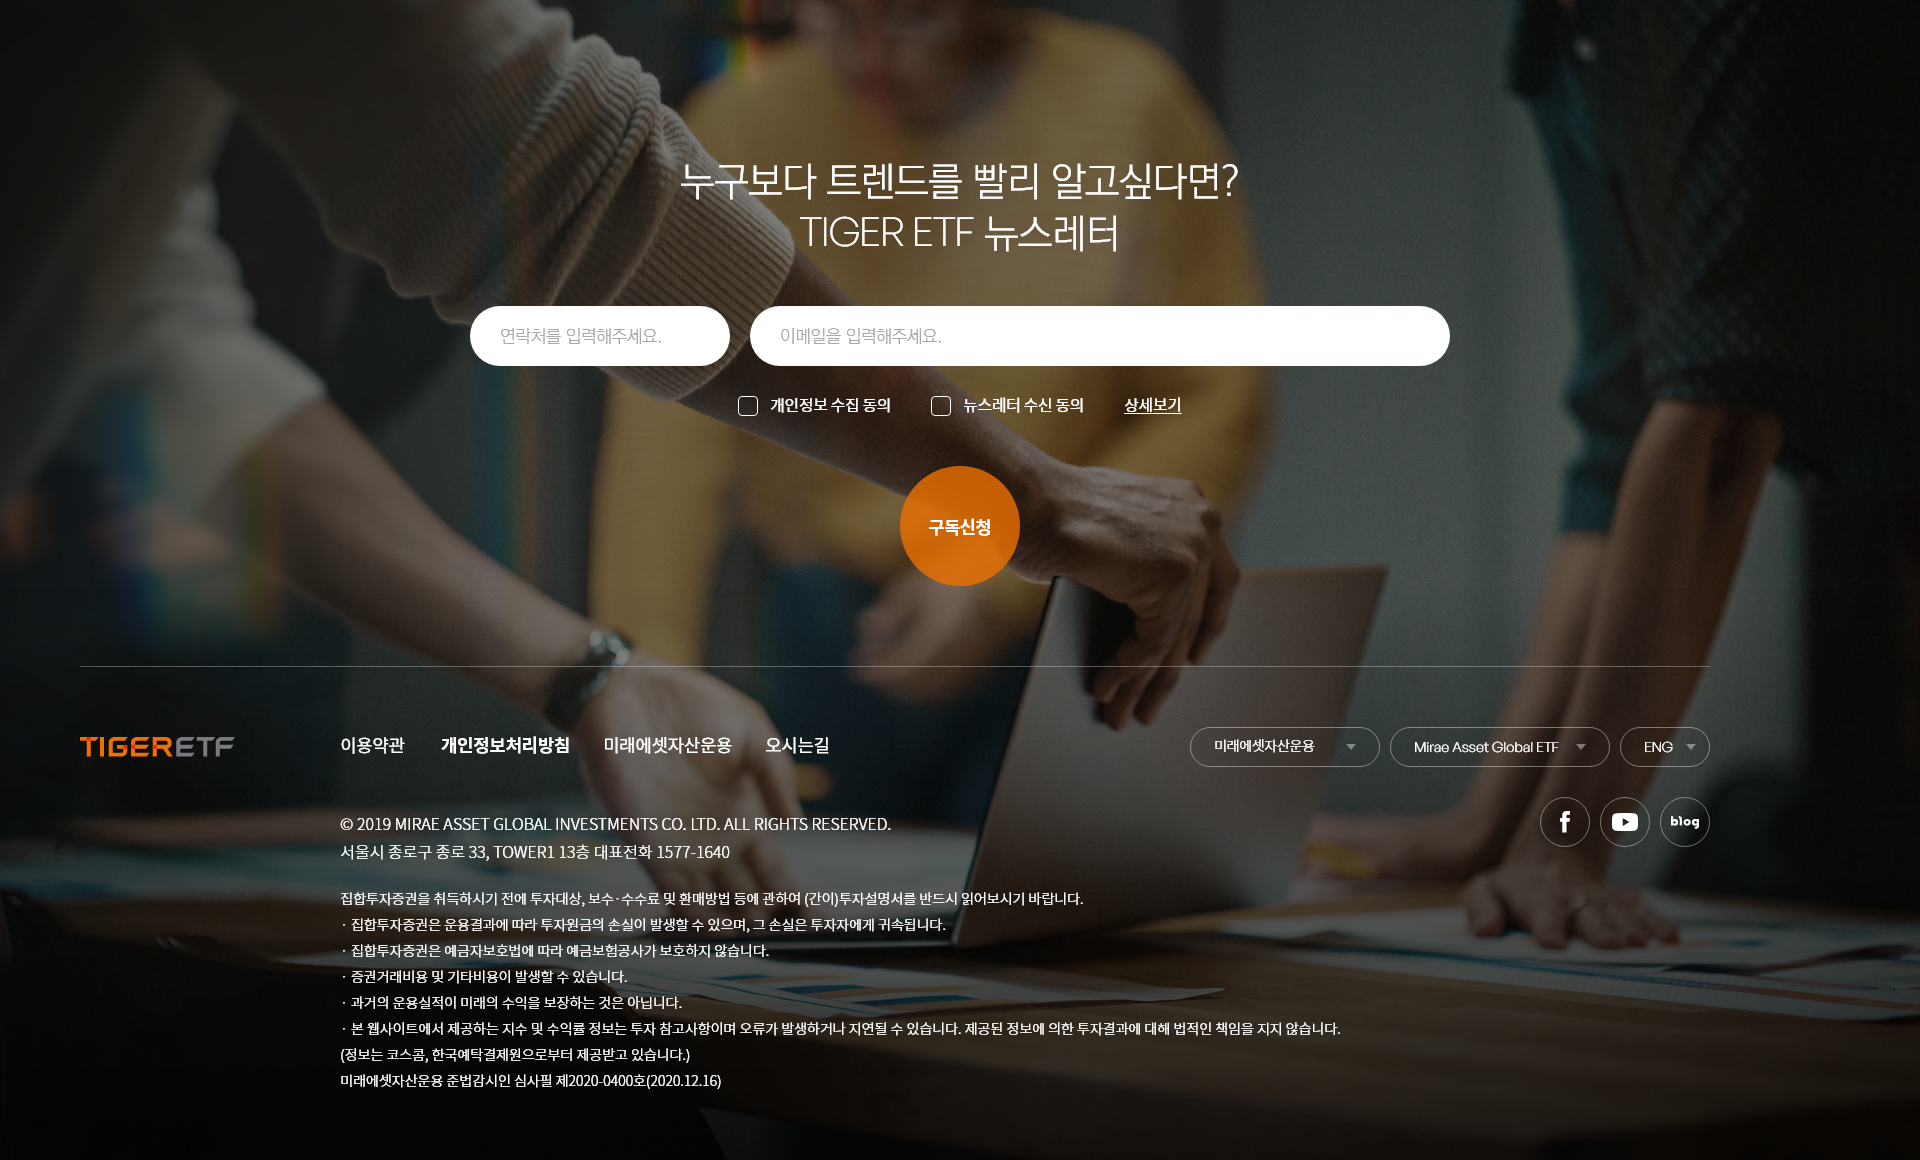 누구보다 트렌드를 빨리 알고싶다면?
TIGER ETF 뉴스레터
연락처를 입력해주세요.
이메일을 입력해주세요.
개인정보 수집 동의
뉴스레터 수신 동의
상세보기
구독신청
TIGERETF
이용약관
개인정보처리방침
미래에셋자산운용
오시는길
미래에셋자산운용
Mirae Asset Global ETF
ENG
blog
© 2019 MIRAE ASSET GLOBAL INVESTMENTS CO. LTD. ALL RIGHTS RESERVED.
서울시 종로구 종로 33, TOWER1 13층 대표전화 1577-1640
집합투자증권을 취득하시기 전에 투자대상, 보수·수수료 및 환매방법 등에 관하여 (간이)투자설명서를 반드시 읽어보시기 바랍니다.
· 집합투자증권은 운용결과에 따라 투자원금의 손실이 발생할 수 있으며, 그 손실은 투자자에게 귀속됩니다.
· 집합투자증권은 예금자보호법에 따라 예금보험공사가 보호하지 않습니다.
· 증권거래비용 및 기타비용이 발생할 수 있습니다.
· 과거의 운용실적이 미래의 수익을 보장하는 것은 아닙니다.
· 본 웹사이트에서 제공하는 지수 및 수익률 정보는 투자 참고사항이며 오류가 발생하거나 지연될 수 있습니다. 제공된 정보에 의한 투자결과에 대해 법적인 책임을 지지 않습니다.
(정보는 코스콤, 한국예탁결제원으로부터 제공받고 있습니다.)
미래에셋자산운용 준법감시인 심사필 제2020-0400호(2020.12.16)